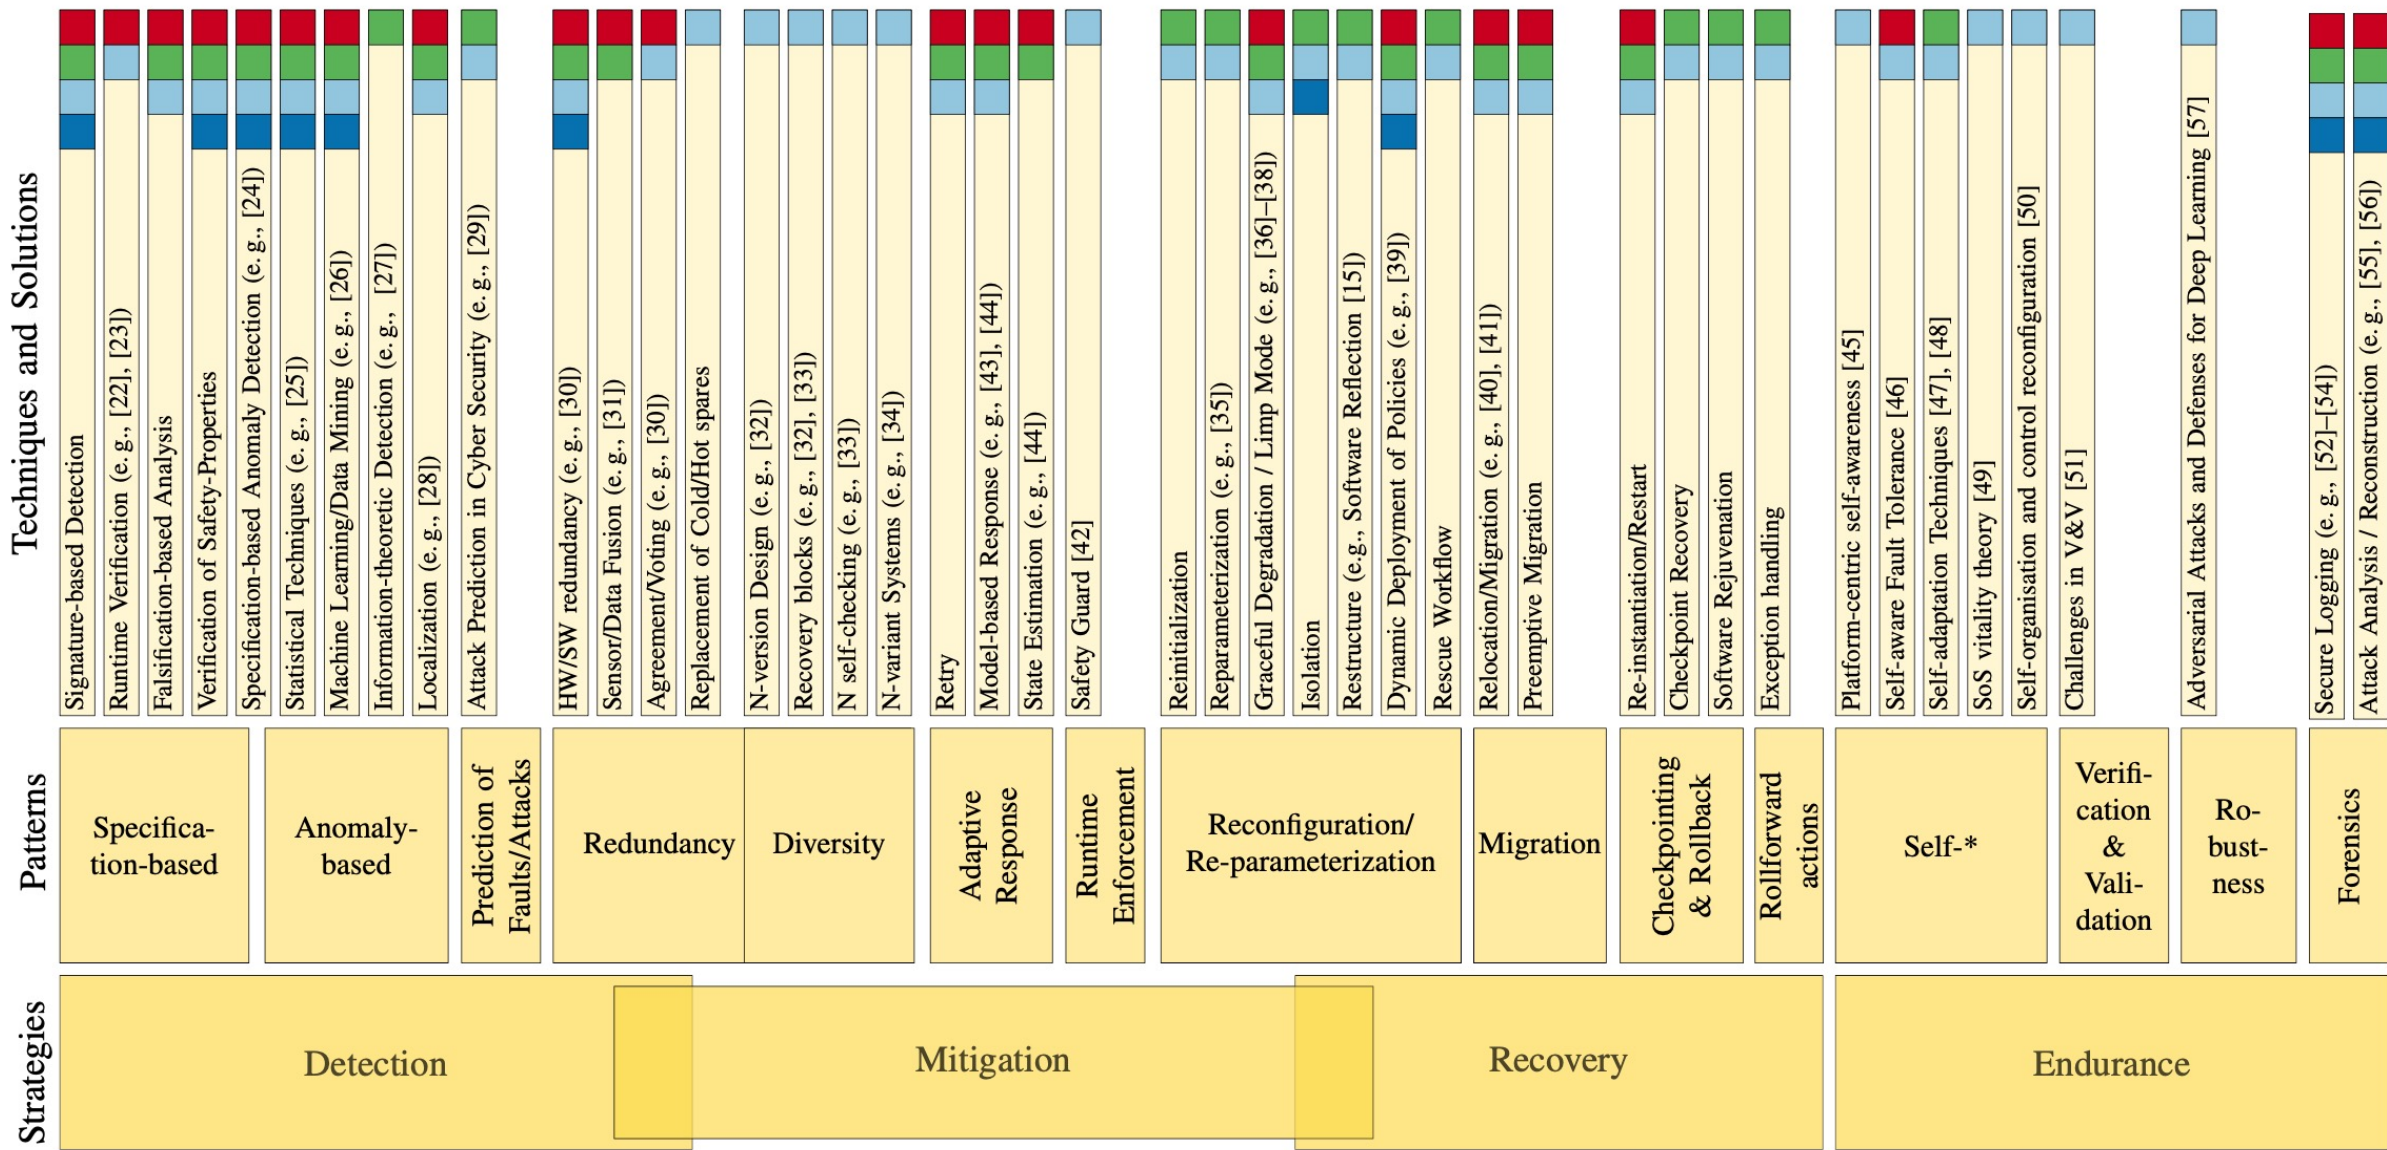 Techniques and Solutions
Signature-based Detection
Runtime Verification (e. g., [22], [23])
Falsification-based Analysis
Verification of Safety-Properties
Specification-based Anomaly Detection (e. g., [24])
Statistical Techniques (e. g., [25])
Machine Learning/Data Mining (e. g., [26])
Information-theoretic Detection (e. g., [27])
Localization (e. g., [28])
Attack Prediction in Cyber Security (e. g., [29])
HW/SW redundancy (e. g., [30])
Sensor/Data Fusion (e. g., [31])
Agreement/Voting (e. g., [30])
Replacement of Cold/Hot spares
N-version Design (e. g., [32])
Recovery blocks (e. g., [32], [33])
N self-checking (e. g., [33])
N-variant Systems (e. g., [34])
Retry
Model-based Response (e. g., [43], [44])
State Estimation (e. g., [44])
Safety Guard [42]
Reinitialization
Reparameterization (e. g., [35])
Graceful Degradation / Limp Mode (e. g., [36]–[38])
Isolation
Restructure (e.g., Software Reflection [15])
Dynamic Deployment of Policies (e. g., [39])
Rescue Workflow
Relocation/Migration (e. g., [40], [41])
Preemptive Migration
Re-instantiation/Restart
Checkpoint Recovery
Software Rejuvenation
Exception handling
Platform-centric self-awareness [45]
Self-aware Fault Tolerance [46]
Self-adaptation Techniques [47], [48]
SoS vitality theory [49]
Self-organisation and control reconfiguration [50]
Challenges in V&V [51]
Adversarial Attacks and Defenses for Deep Learning [57]
Secure Logging (e. g., [52]–[54])
Attack Analysis / Reconstruction (e. g., [55], [56])
Patterns
Specifica-
tion-based
Anomaly-
based
Prediction of
Faults/Attacks
Redundancy
Diversity
Adaptive
Response
Runtime
Enforcement
Reconfiguration/
Re-parameterization
Migration
Checkpointing
& Rollback
Rollforward
actions
Self-*
Verifi-
cation
&
Vali-
dation
Ro-
bust-
ness
Forensics
Strategies
Detection
Mitigation
Recovery
Endurance